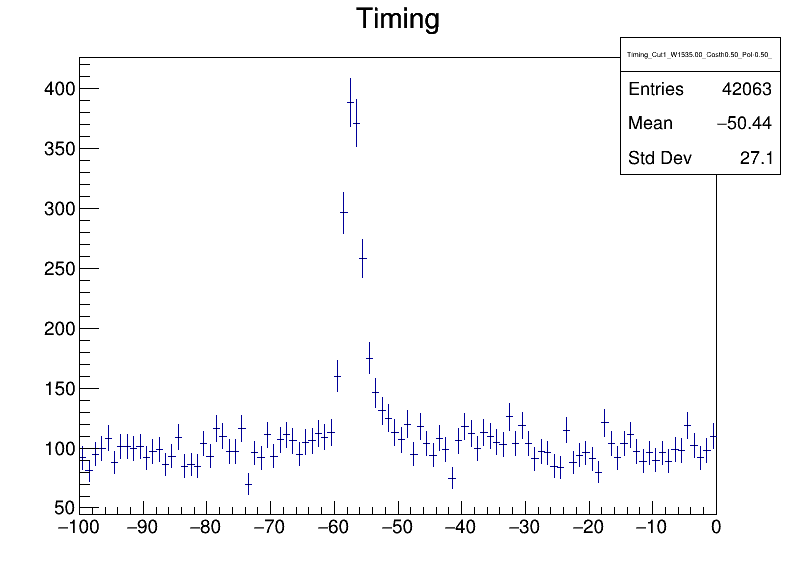 Timing
Timing_Cut1_W1535.00_Costh0.50_Pol-0.50_
Entries 42063
Mean −50.44
Std Dev 27.1
400
350
300
250
200
150
100
50
−100 −90 −80 −70 −60 −50 −40 −30 −20 −10 0